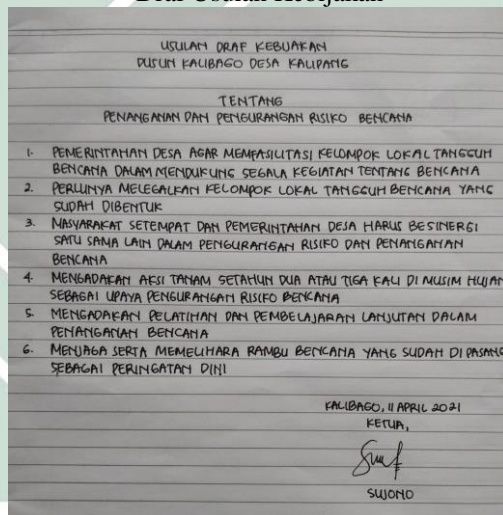 Draf Usulan Kebijakan
USULAN DRAF KEBIJAKAN
DUSUN KALIBAGO DESA KALIPANG
TENTANG
PENANGANAN DAN PENGURANGAN RISIKO BENCANA
1. PEMERINTAHAN DESA AGAR MEMFASILITASI KELOMPOK LOKAL TANGGUH
BENCANA DALAM MENDUKUNG SEGALA KEGIATAN TENTANG BENCANA
2. PERLUNYA MELEGALKAN KELOMPOK LOKAL TANGGUH BENCANA YANG
SUDAH DIBENTUK
3. MASYARAKAT SETEMPAT DAN PEMERINTAHAN DESA HARUS BESINERGI
SATU SAMA LAIN DALAM PENGURANGAN RISIKO DAN PENANGANAN
BENCANA
4. MENGADAKAN AKSI TANAM SETAHUN DUA ATAU TIGA KALI DI MUSIM HUJAN
SEBAGAI UPAYA PENGURANGAN RISIKO BENCANA
5. MENGADAKAN PELATIHAN DAN PEMBELAJARAN LANJUTAN DALAM
PENANGANAN BENCANA
6. MENJAGA SERTA MEMELIHARA RAMBU BENCANA YANG SUDAH DI PASANG
SEBAGAI PERINGATAN DINI
KALIBAGO, 11 APRIL 2021
KETUA,
SUJONO